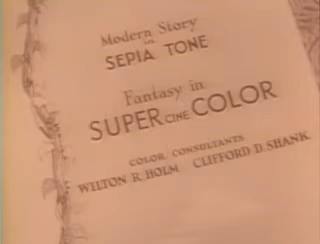 Modern Story
in
SEPIA TONE
Fantasy in
SUPER CINE COLOR
COLOR CONSULTANTS
WILTON R. HOLM CLIFFORD D. SHANK